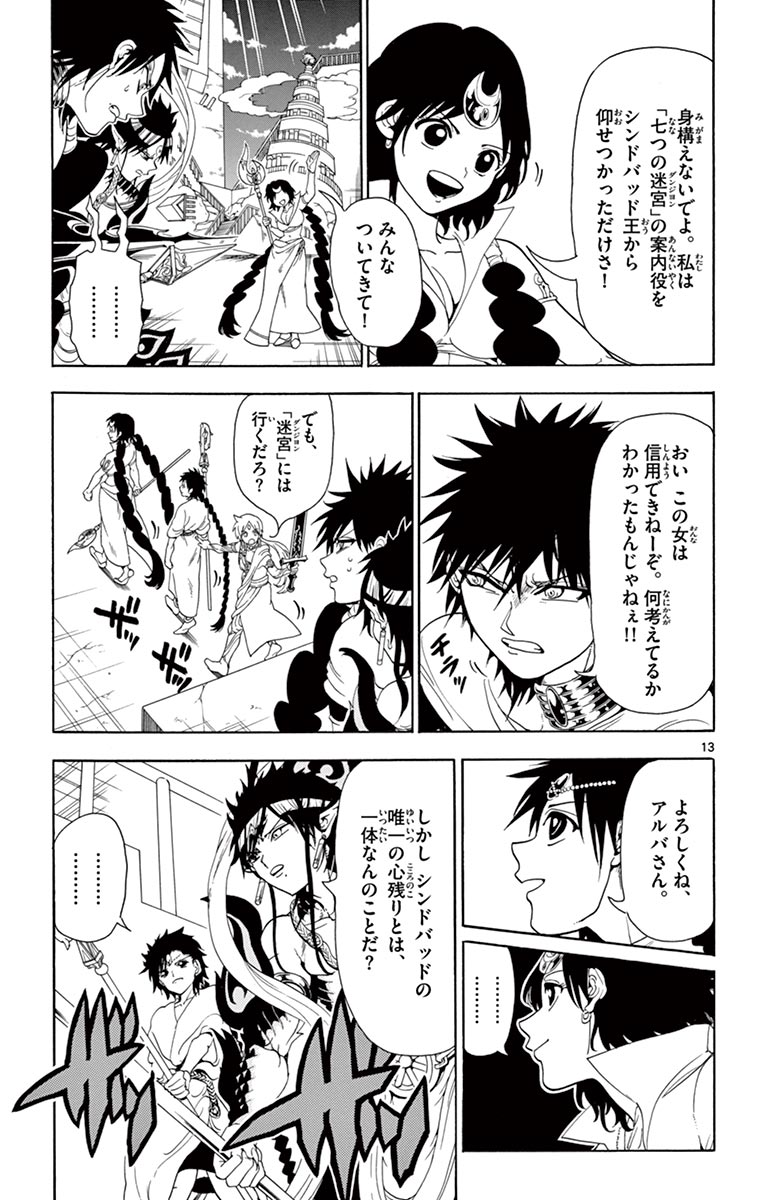 身構えないでよ。私は
「七つの迷宮」の案内役を
シンドバッド王から
仰せつかっただけさ!
みんな
ついてきて!
………
………
おい この女は
信用できねーぞ。何考えてるか
わかったもんじゃねぇ!!
チラッ
でも、
「迷宮」には
行くだろ?
ザッ
ザッ
13
よろしくね、
アルバさん。
………
しかし シンドバッドの
唯一の心残りとは、
一体なんのことだ?
………
ザッ
ザッ